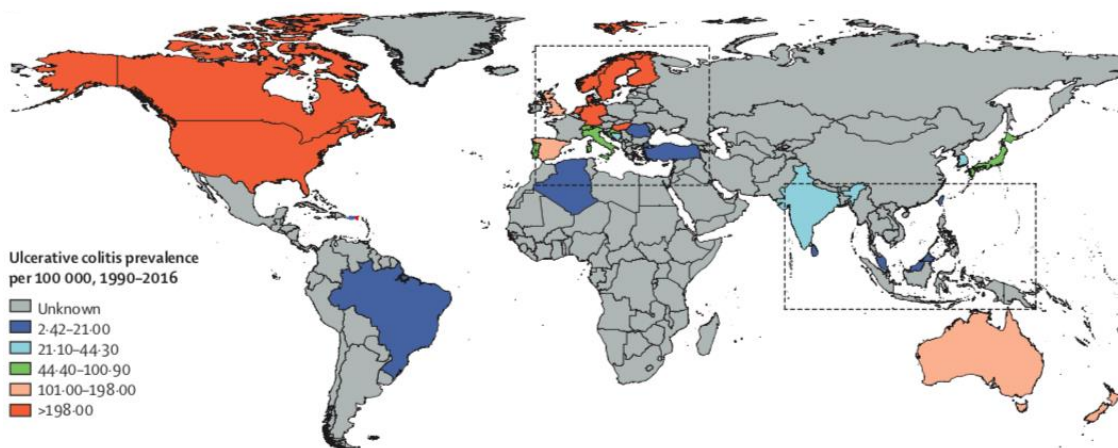 Ulcerative colitis prevalence
per 100 000, 1990–2016
Unknown
2·42–21·00
21·10–44·30
44·40–100·90
101·00–198·00
>198·00